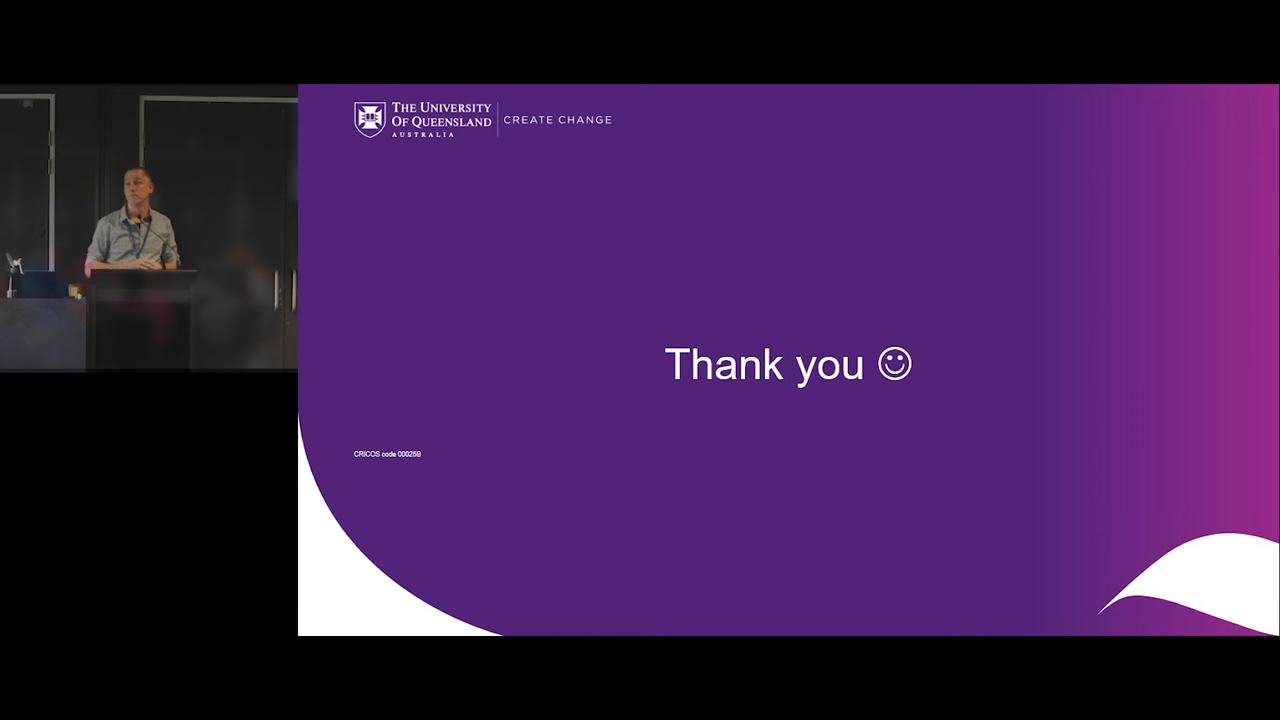 THE UNIVERSITY
OF QUEENSLAND
AUSTRALIA
CREATE CHANGE
Thank you ☺
CRICOS code 00025B